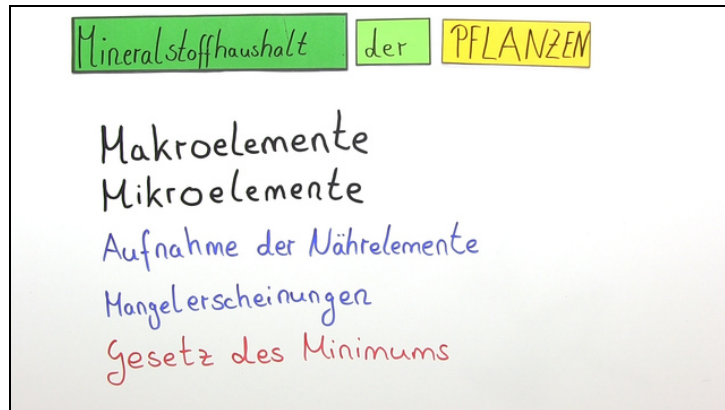 Mineralstoffhaushalt der PFLANZEN
Makroelemente
Mikroelemente
Aufnahme der Nährelemente
Mangelerscheinungen
Gesetz des Minimums